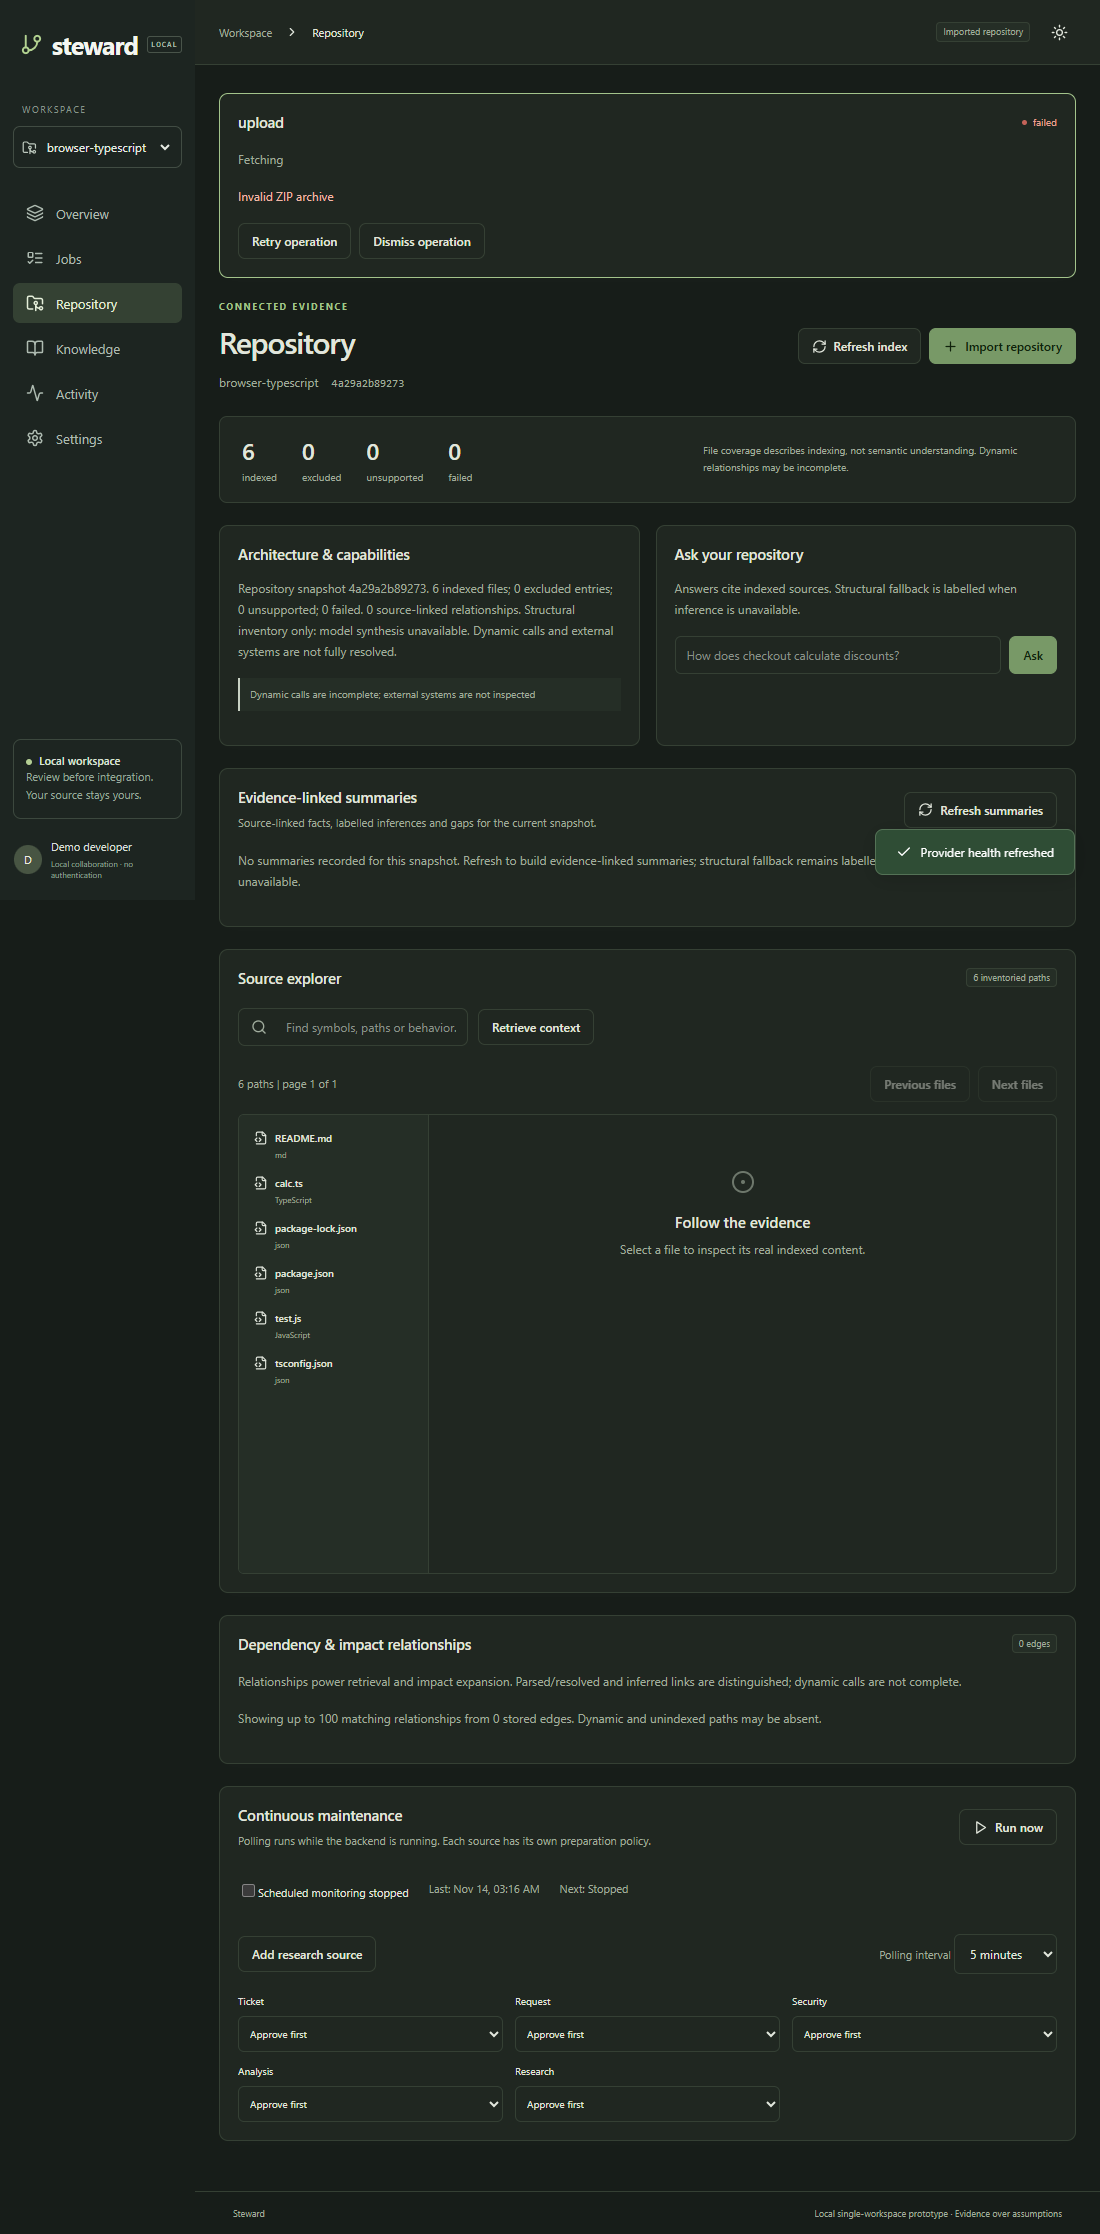 steward LOCAL
WORKSPACE
browser-typescript
Overview
Jobs
Repository
Knowledge
Activity
Settings
Local workspace
Review before integration.
Your source stays yours.
D
Demo developer
Local collaboration · no
authentication
Workspace > Repository
Imported repository
upload
failed
Fetching
Invalid ZIP archive
Retry operation
Dismiss operation
CONNECTED EVIDENCE
Repository
Refresh index
Import repository
browser-typescript 4a29a2b89273
6 0 0 0
indexed excluded unsupported failed
File coverage describes indexing, not semantic understanding. Dynamic
relationships may be incomplete.
Architecture & capabilities
Repository snapshot 4a29a2b89273. 6 indexed files; 0 excluded entries;
0 unsupported; 0 failed. 0 source-linked relationships. Structural
inventory only: model synthesis unavailable. Dynamic calls and external
systems are not fully resolved.
Dynamic calls are incomplete; external systems are not inspected
Ask your repository
Answers cite indexed sources. Structural fallback is labelled when
inference is unavailable.
How does checkout calculate discounts?
Ask
Evidence-linked summaries
Source-linked facts, labelled inferences and gaps for the current snapshot.
Refresh summaries
No summaries recorded for this snapshot. Refresh to build evidence-linked summaries; structural fallback remains labelle
unavailable.
Provider health refreshed
Source explorer
6 inventoried paths
Find symbols, paths or behavior.
Retrieve context
6 paths | page 1 of 1
Previous files
Next files
README.md
md
calc.ts
TypeScript
package-lock.json
json
package.json
json
test.js
JavaScript
tsconfig.json
json
Follow the evidence
Select a file to inspect its real indexed content.
Dependency & impact relationships
0 edges
Relationships power retrieval and impact expansion. Parsed/resolved and inferred links are distinguished; dynamic calls are not complete.
Showing up to 100 matching relationships from 0 stored edges. Dynamic and unindexed paths may be absent.
Continuous maintenance
Polling runs while the backend is running. Each source has its own preparation policy.
Run now
Scheduled monitoring stopped
Last: Nov 14, 03:16 AM
Next: Stopped
Add research source
Polling interval
5 minutes
Ticket
Approve first
Request
Approve first
Security
Approve first
Analysis
Approve first
Research
Approve first
Steward
Local single-workspace prototype · Evidence over assumptions